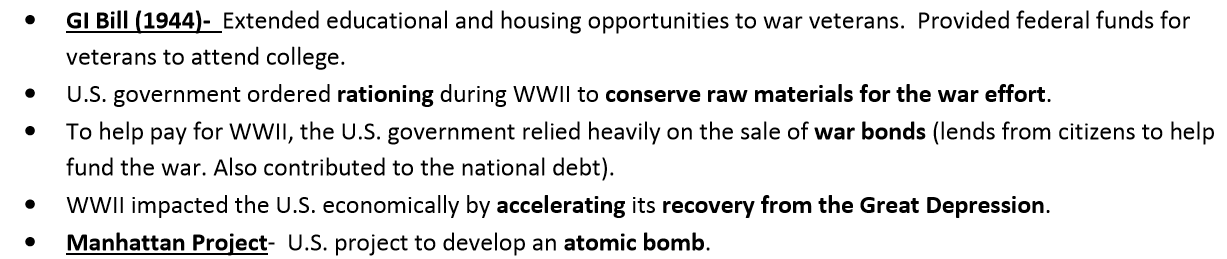 • GI Bill (1944)- Extended educational and housing opportunities to war veterans.  Provided federal funds for
veterans to attend college.
• U.S. government ordered rationing during WWII to conserve raw materials for the war effort.
• To help pay for WWII, the U.S. government relied heavily on the sale of war bonds (lends from citizens to help
fund the war. Also contributed to the national debt).
• WWII impacted the U.S. economically by accelerating its recovery from the Great Depression.
• Manhattan Project-  U.S. project to develop an atomic bomb.